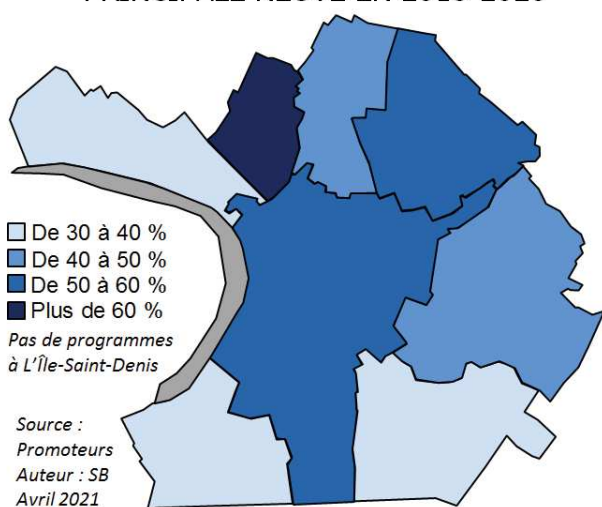 De 30 à 40 %
De 40 à 50 %
De 50 à 60 %
Plus de 60 %
Pas de programmes
à L'Île-Saint-Denis
Source :
Promoteurs
Auteur : SB
Avril 2021